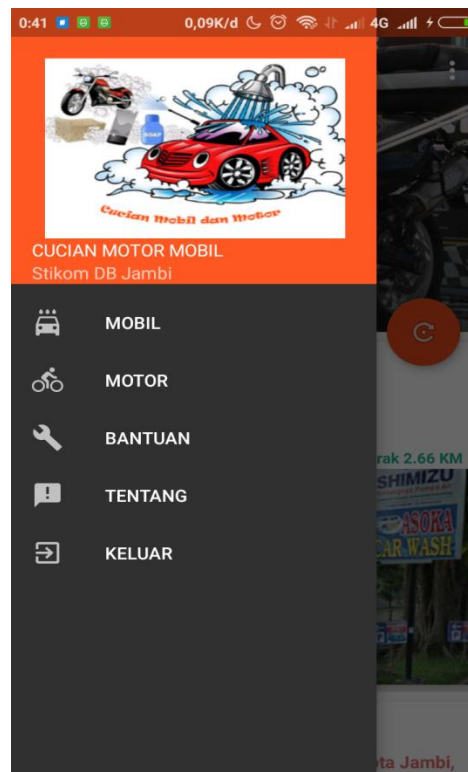 0:41
0,09K/d
4G
SOAP
Cucian Mobil dan Motor
CUCIAN MOTOR MOBIL
Stikom DB Jambi
MOBIL
MOTOR
BANTUAN
TENTANG
KELUAR
rak 2.66 KM
SHIMIZU
ASOKA
CAR WASH
ta Jambi,